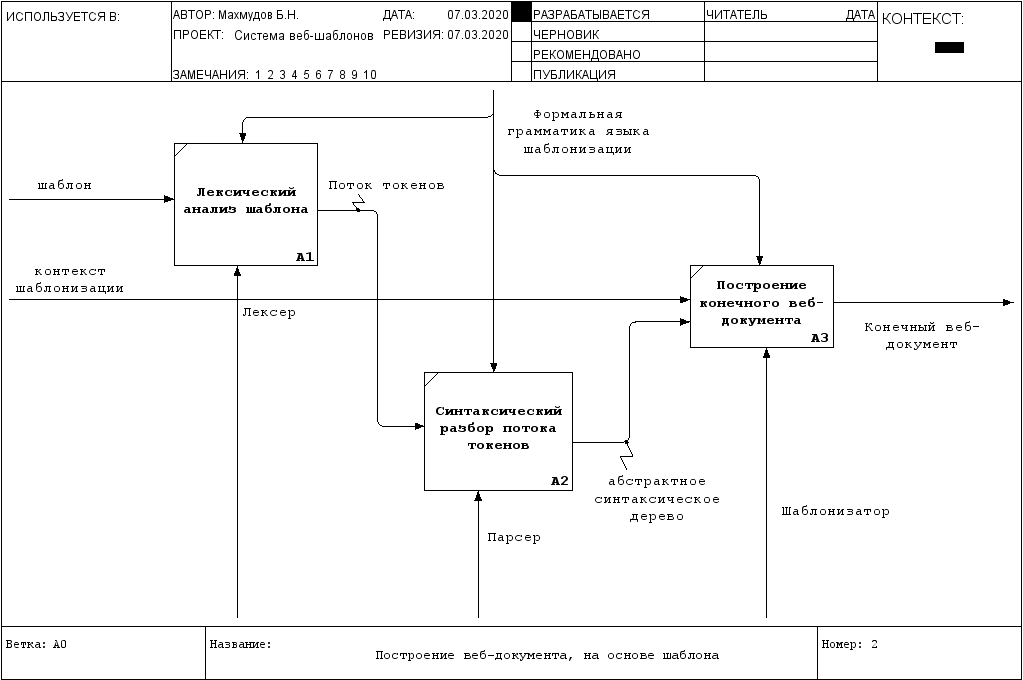 ИСПОЛЬЗУЕТСЯ В:
АВТОР: Махмудов Б.Н.
ДАТА: 07.03.2020
ПРОЕКТ: Система веб-шаблонов
РЕВИЗИЯ: 07.03.2020
ЗАМЕЧАНИЯ: 1 2 3 4 5 6 7 8 9 10
РАЗРАБАТЫВАЕТСЯ
ЧЕРНОВИК
РЕКОМЕНДОВАНО
ПУБЛИКАЦИЯ
ЧИТАТЕЛЬ ДАТА
КОНТЕКСТ:
Формальная
грамматика языка
шаблонизации
шаблон
Лексический
анализ шаблона
A1
Поток токенов
контекст
шаблонизации
Лексер
Построение
конечного веб-
документа
A3
Конечный веб-
документ
Синтаксический
разбор потока
токенов
A2
абстрактное
синтаксическое
дерево
Шаблонизатор
Парсер
Ветка: A0
Название:
Построение веб-документа, на основе шаблона
Номер: 2